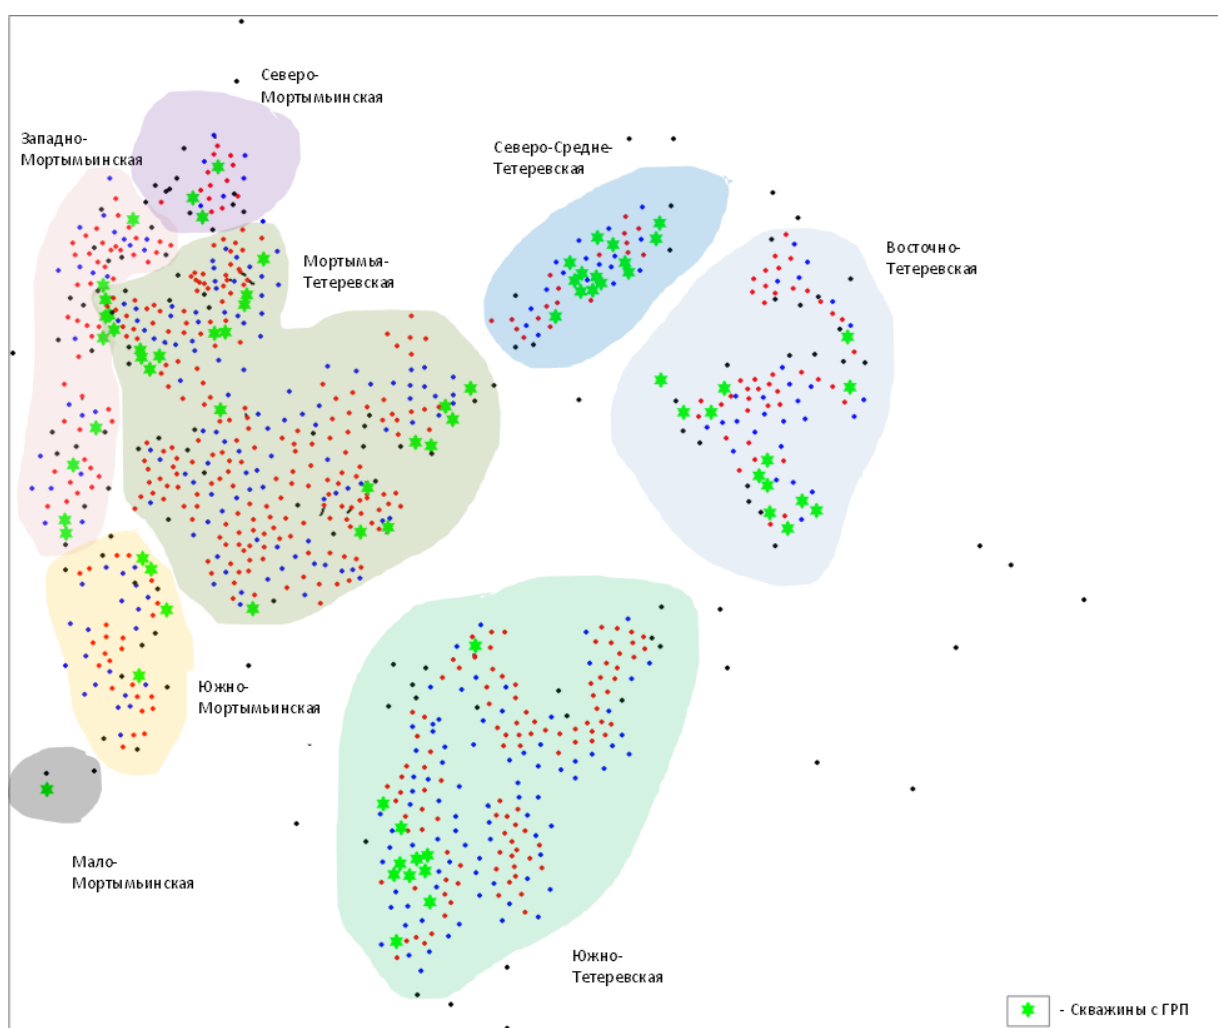 Северо-
Мортымьинская
Западно-
Мортымьинская
Северо-Средне-
Тетеревская
Мортымья-
Тетеревская
Восточно-
Тетеревская
Южно-
Мортымьинская
Мало-
Мортымьинская
Южно-
Тетеревская
- Скважины с ГРП